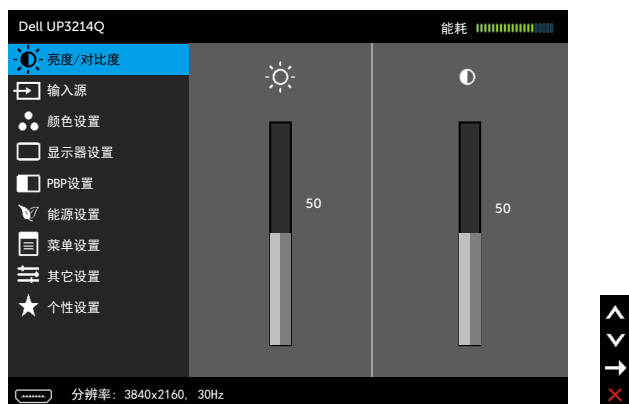 Dell UP3214Q
能耗
亮度/对比度
输入源
颜色设置
显示器设置
PBP设置
能源设置
菜单设置
其它设置
个性设置
50
50
分辨率: 3840x2160, 30Hz